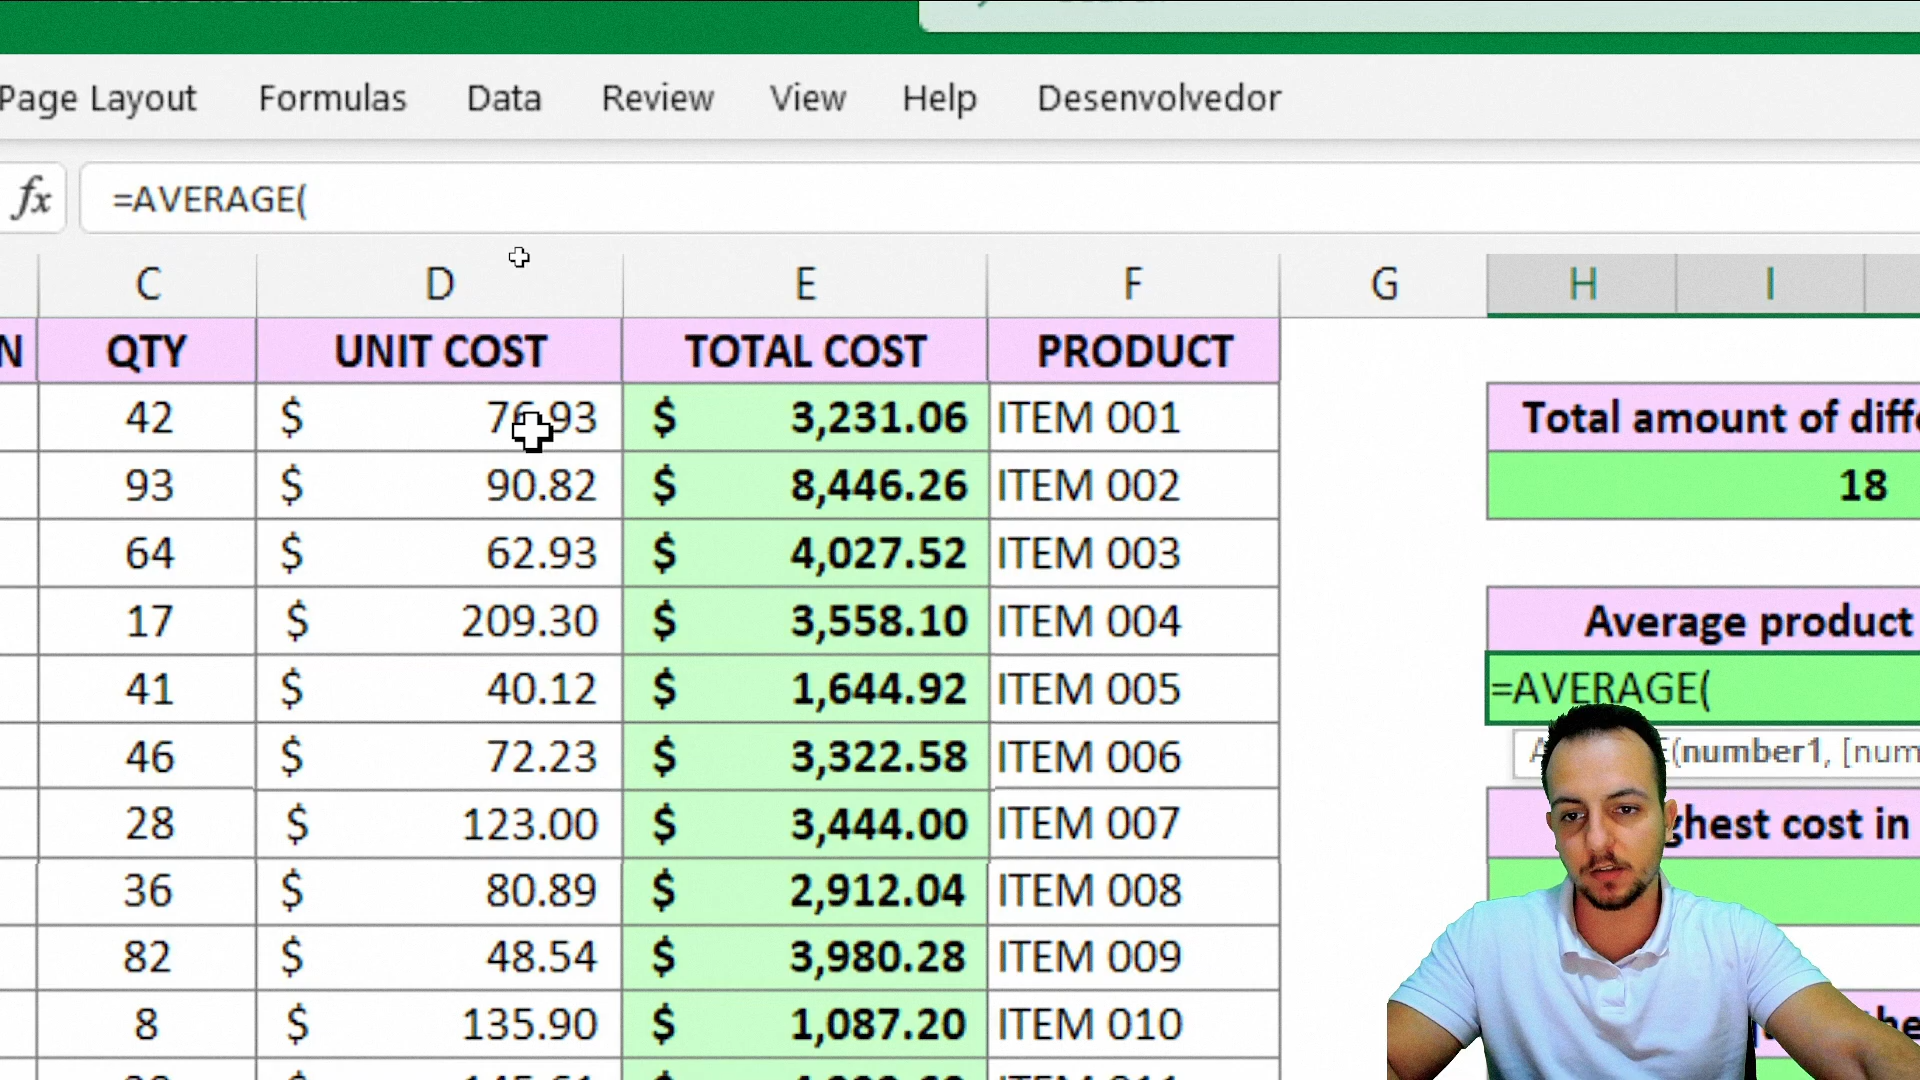 Page Layout Formulas Data Review View Help Desenvolvedor
fx =AVERAGE(
C D E F G H I
N QTY UNIT COST TOTAL COST PRODUCT
42 $ 76.93 $ 3,231.06 ITEM 001 Total amount of diffe
93 $ 90.82 $ 8,446.26 ITEM 002 18
64 $ 62.93 $ 4,027.52 ITEM 003
17 $ 209.30 $ 3,558.10 ITEM 004 Average product
41 $ 40.12 $ 1,644.92 ITEM 005 =AVERAGE(
46 $ 72.23 $ 3,322.58 ITEM 006 (number1, [num
28 $ 123.00 $ 3,444.00 ITEM 007 ghest cost in
36 $ 80.89 $ 2,912.04 ITEM 008
82 $ 48.54 $ 3,980.28 ITEM 009
8 $ 135.90 $ 1,087.20 ITEM 010